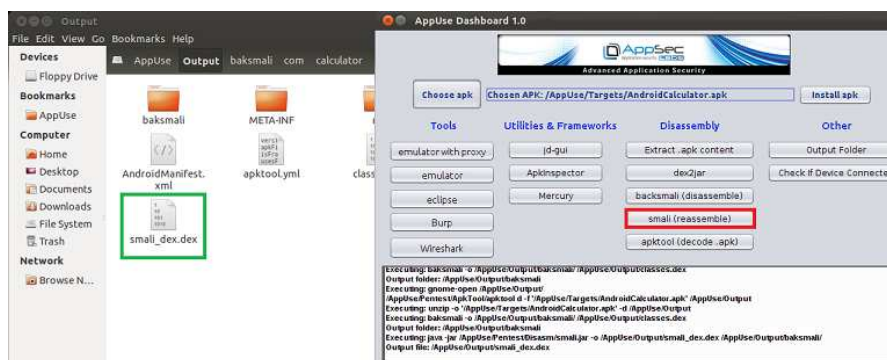 Output
File Edit View Go Bookmarks Help
Devices
Floppy Drive
Bookmarks
AppUse
Computer
Home
Desktop
Documents
Downloads
File System
Trash
Network
Browse N...
AppUse Output baksmali com calculator
baksmali
META-INF
AndroidManifest.
xml
apktool.yml
class
smali_dex.dex
AppUse Dashboard 1.0
AppSec
LABS
Advanced Application Security
Choose apk
Chosen APK: /AppUse/Targets/AndroidCalculator.apk
Install apk
Tools
Utilities & Frameworks
Disassembly
Other
emulator with proxy
jd-gui
Extract .apk content
Output Folder
emulator
ApkInspector
dex2jar
Check If Device Connecte
eclipse
Mercury
backsmali (disassemble)
Burp
smali (reassemble)
Wireshark
apktool (decode .apk)
Executing: baksmali -o /AppUse/Output/baksmali/ /AppUse/Output/classes.dex
Output folder: /AppUse/Output/baksmali
Executing: gnome-open /AppUse/Output/
/AppUse/Pentest/ApkTool/apktool d -f '/AppUse/Targets/AndroidCalculator.apk' /AppUse/Output
Executing: unzip -o '/AppUse/Targets/AndroidCalculator.apk' -d /AppUse/Output
Executing: baksmali -o /AppUse/Output/baksmali/ /AppUse/Output/classes.dex
Output folder: /AppUse/Output/baksmali
Executing: java -jar /AppUse/Pentest/Disasm/smali.jar -o /AppUse/Output/smali_dex.dex /AppUse/Output/baksmali/
Output file: /AppUse/Output/smali_dex.dex